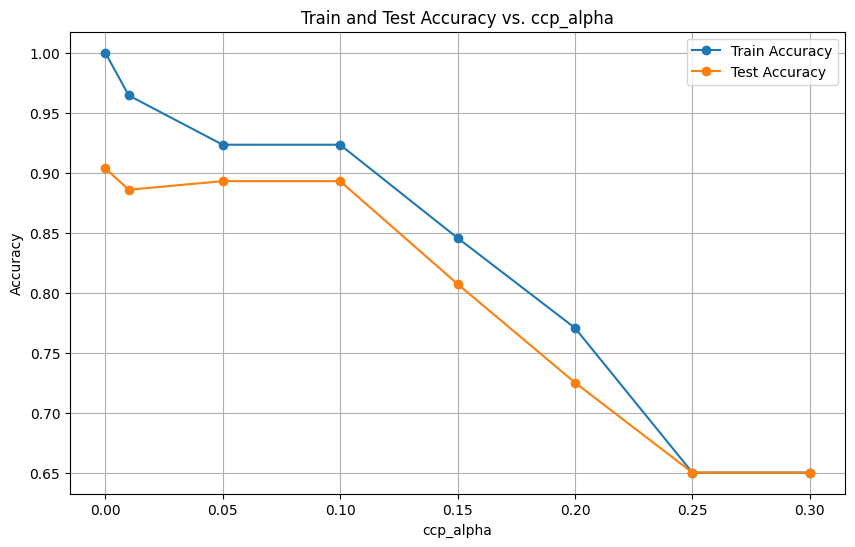 Train and Test Accuracy vs. ccp_alpha
Train Accuracy
Test Accuracy
Accuracy
1.00
0.95
0.90
0.85
0.80
0.75
0.70
0.65
0.00 0.05 0.10 0.15 0.20 0.25 0.30
ccp_alpha